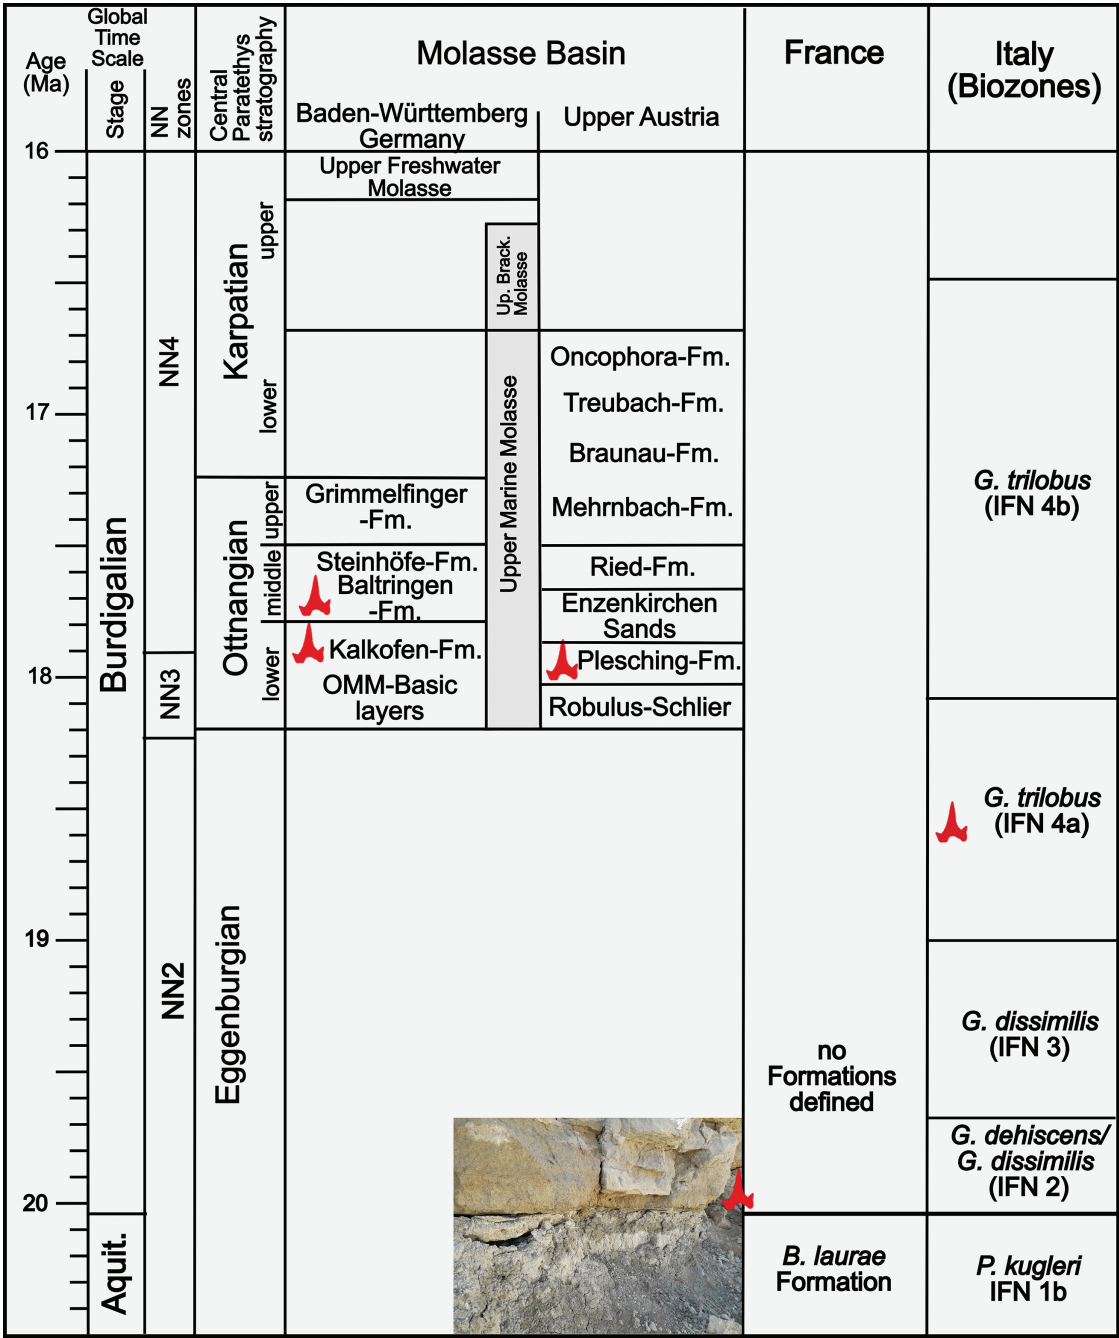 Global
Time
Scale
Age
(Ma)
Stage
NN
zones
Central
Paratethys
stratography
Molasse Basin
Baden-Württemberg
Germany
Upper Austria
France
Italy
(Biozones)
16
17
18
19
20
Burdigalian
Aquit.
NN4
NN3
NN2
Karpatian
upper
lower
Ottnangian
upper
middle
lower
Eggenburgian
Upper Freshwater
Molasse
Up. Brack.
Molasse
Upper Marine Molasse
Grimmelfinger
-Fm.
Steinhöfe-Fm.
Baltringen
-Fm.
Kalkofen-Fm.
OMM-Basic
layers
Oncophora-Fm.
Treubach-Fm.
Braunau-Fm.
Mehrnbach-Fm.
Ried-Fm.
Enzenkirchen
Sands
Plesching-Fm.
Robulus-Schlier
no
Formations
defined
B. laurae
Formation
G. trilobus
(IFN 4b)
G. trilobus
(IFN 4a)
G. dissimilis
(IFN 3)
G. dehiscens/
G. dissimilis
(IFN 2)
P. kugleri
IFN 1b